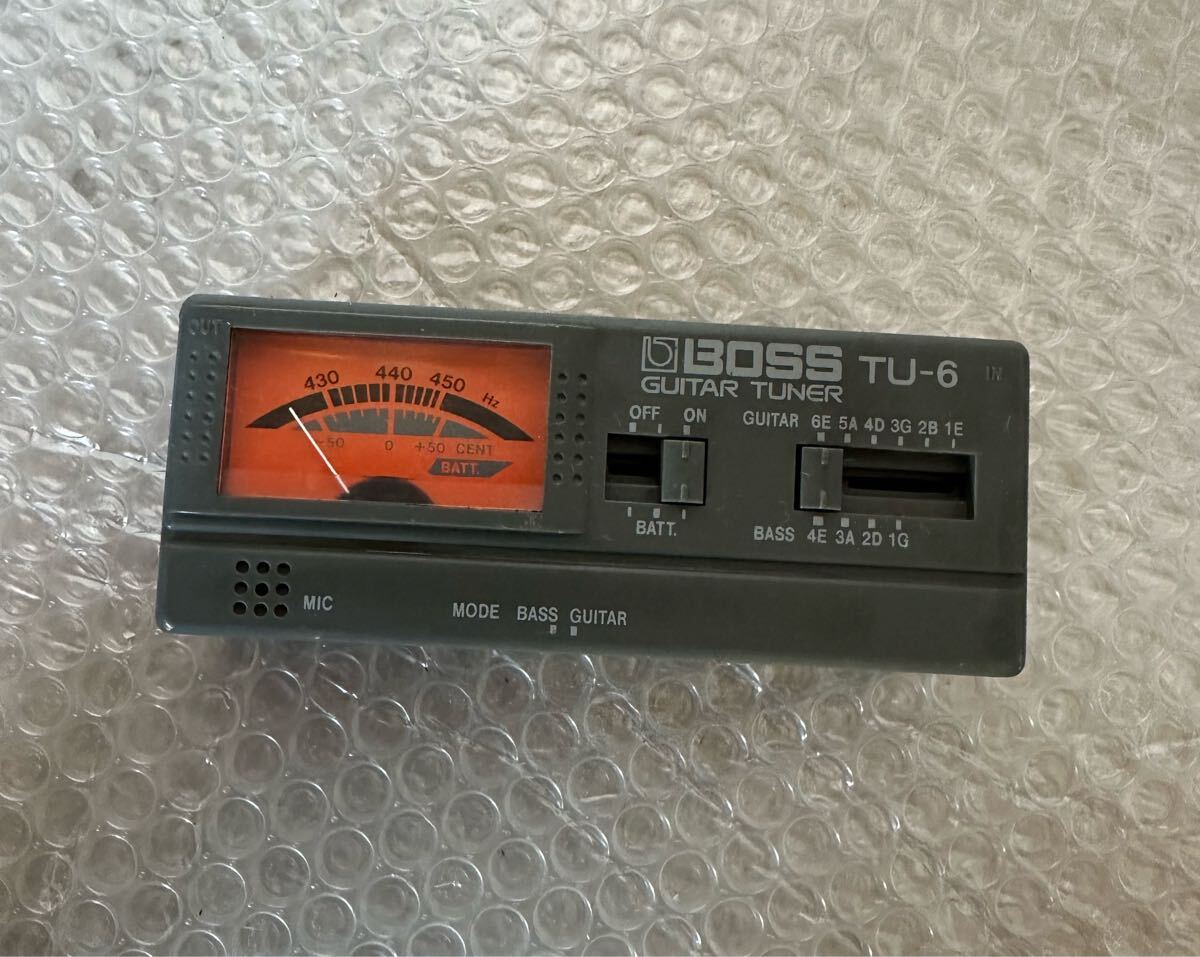 OUT
430 440 450 Hz
-50 0 +50 CENT
BATT.
BOSS TU-6 IN
GUITAR TUNER
OFF ON
BATT.
GUITAR 6E 5A 4D 3G 2B 1E
BASS 4E 3A 2D 1G
MIC
MODE BASS GUITAR